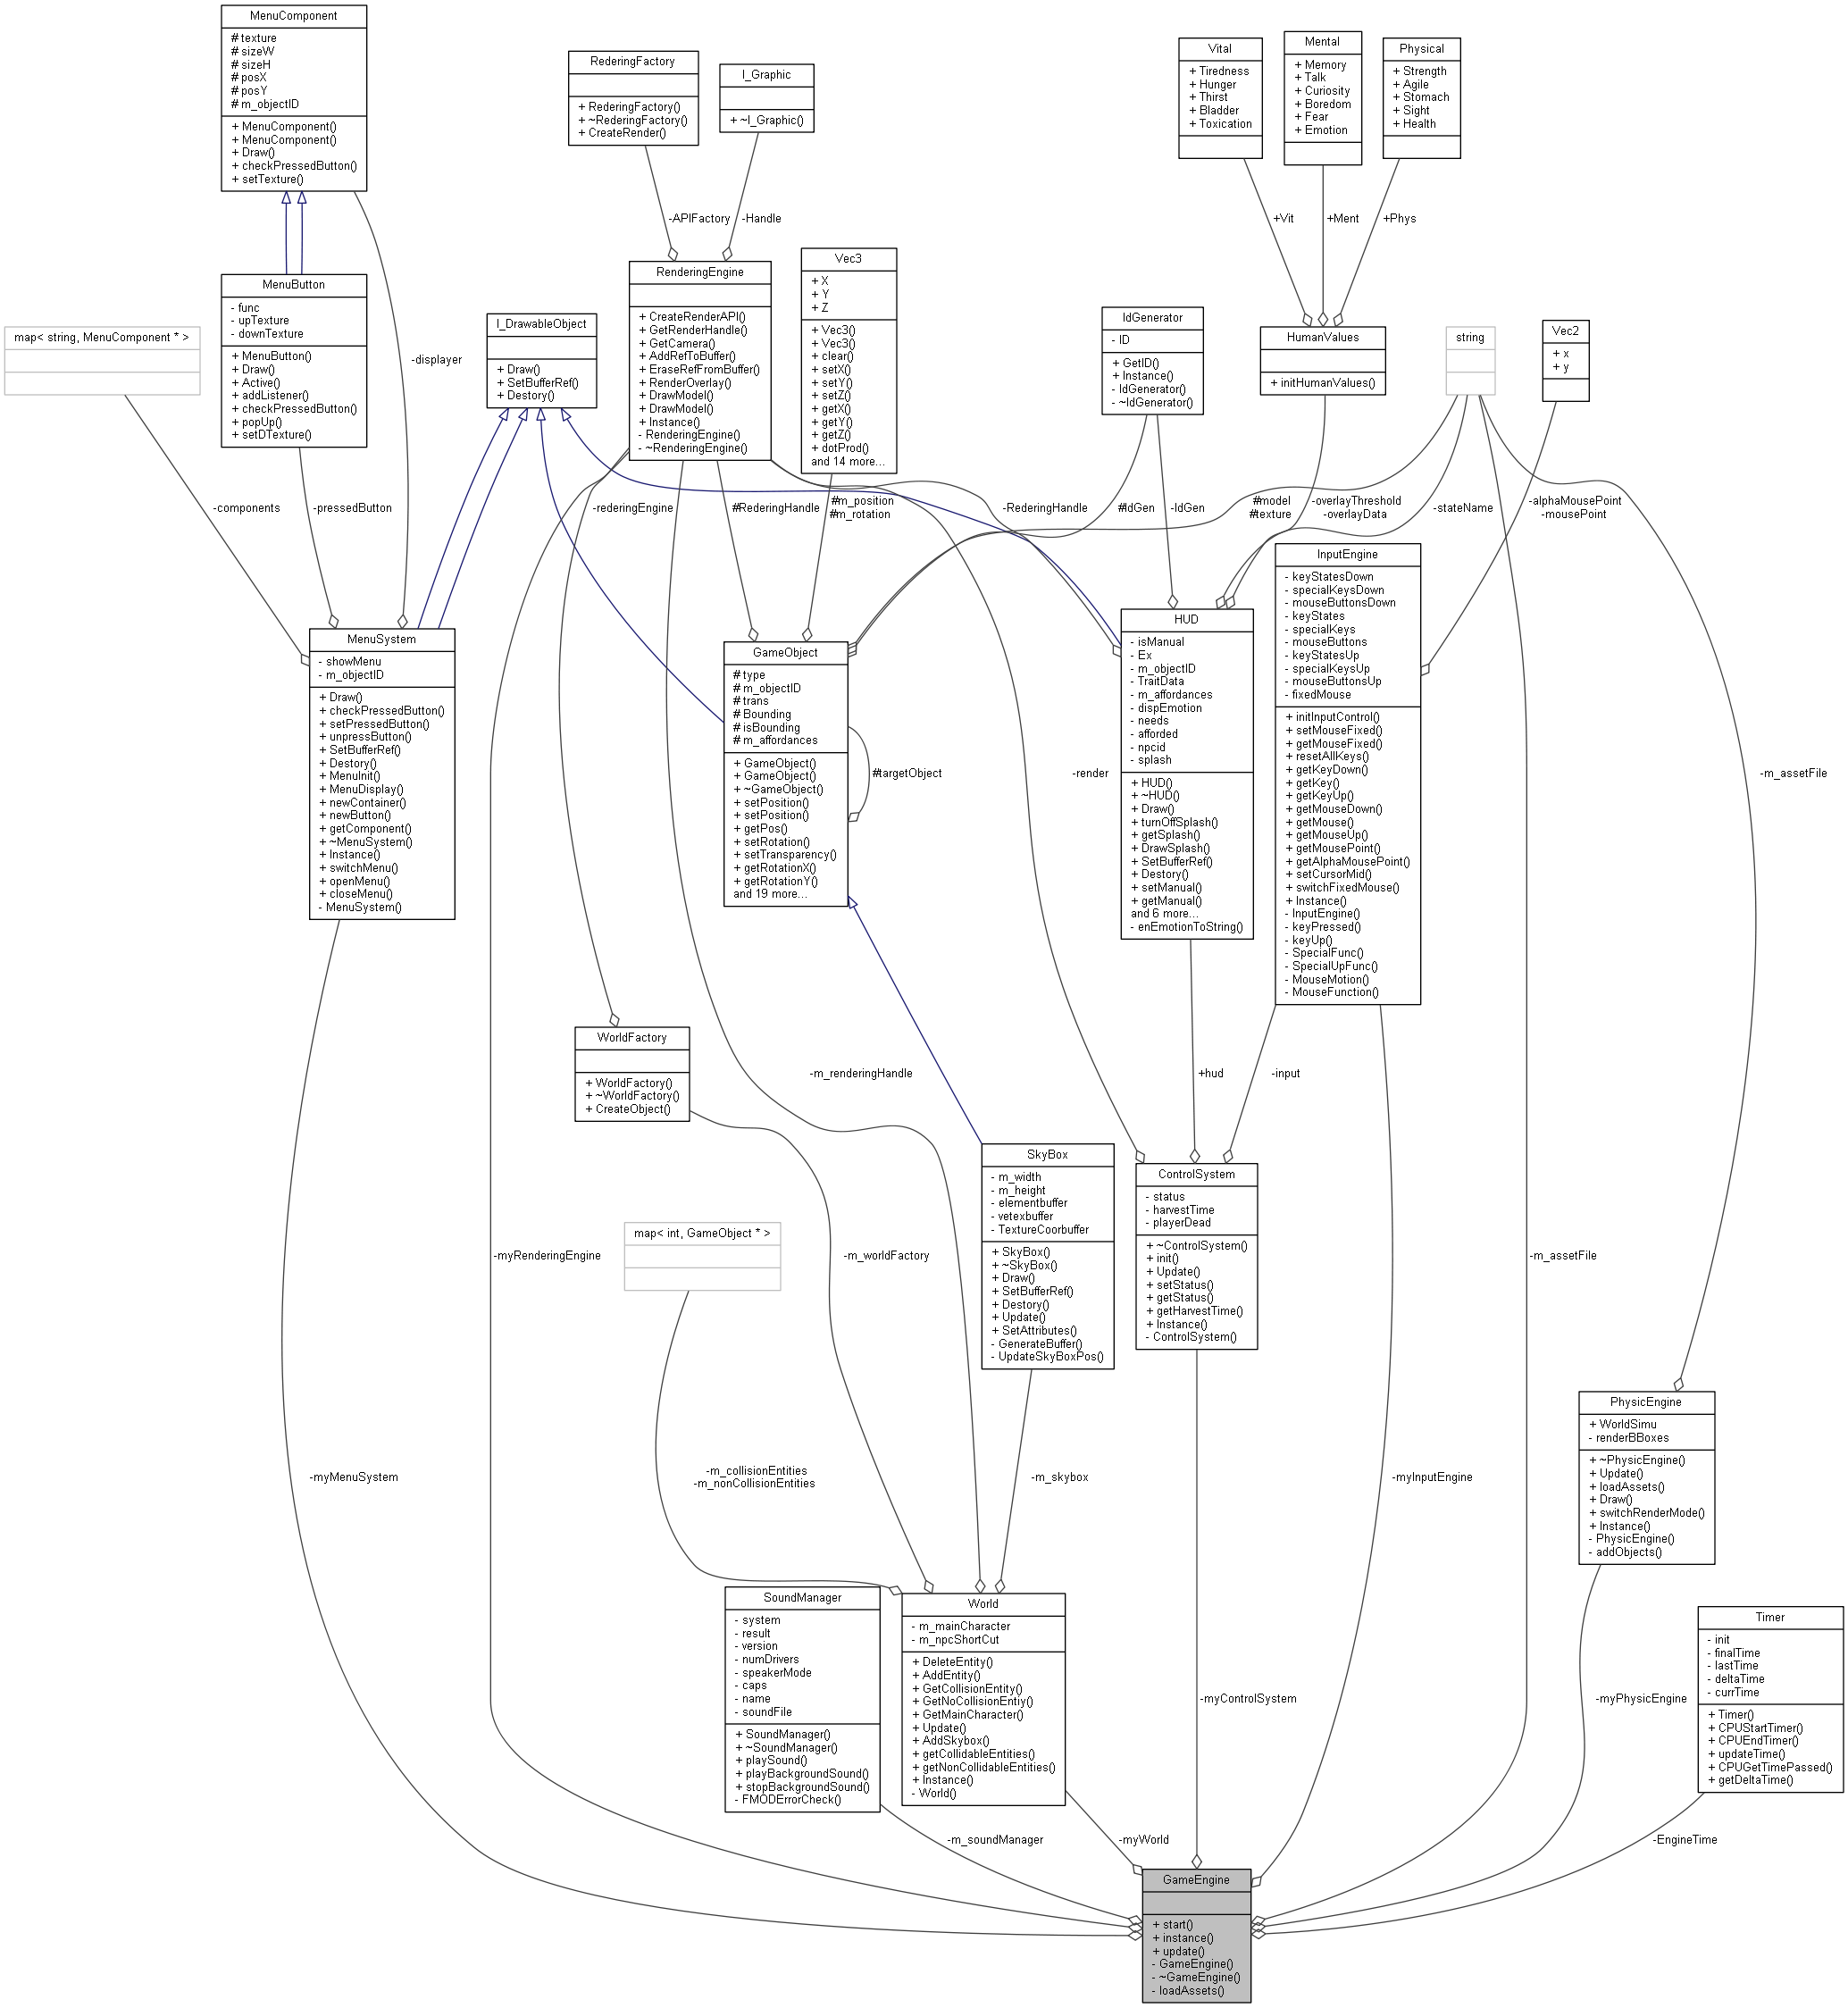 MenuComponent
# texture
# sizeW
# sizeH
# posX
# posY
# m_objectID
+ MenuComponent()
+ MenuComponent()
+ Draw()
+ checkPressedButton()
+ setTexture()
RederingFactory
+ RederingFactory()
+ ~RederingFactory()
+ CreateRender()
I_Graphic
+ ~I_Graphic()
Vital
+ Tiredness
+ Hunger
+ Thirst
+ Bladder
+ Toxication
Mental
+ Memory
+ Talk
+ Curiosity
+ Boredom
+ Fear
+ Emotion
Physical
+ Strength
+ Agile
+ Stomach
+ Sight
+ Health
-APIFactory
-Handle
+Vit
+Ment
+Phys
MenuButton
- func
- upTexture
- downTexture
+ MenuButton()
+ Draw()
+ Active()
+ addListener()
+ checkPressedButton()
+ popUp()
+ setDTexture()
map< string, MenuComponent * >
-displayer
I_DrawableObject
+ Draw()
+ SetBufferRef()
+ Destory()
RenderingEngine
+ CreateRenderAPI()
+ GetRenderHandle()
+ GetCamera()
+ AddRefToBuffer()
+ EraseRefFromBuffer()
+ RenderOverlay()
+ DrawModel()
+ DrawModel()
+ Instance()
- RenderingEngine()
- ~RenderingEngine()
Vec3
+ X
+ Y
+ Z
+ Vec3()
+ Vec3()
+ clear()
+ setX()
+ setY()
+ setZ()
+ getX()
+ getY()
+ getZ()
+ dotProd()
and 14 more...
IdGenerator
- ID
+ GetID()
+ Instance()
- IdGenerator()
- ~IdGenerator()
HumanValues
+ initHumanValues()
string
Vec2
+ x
+ y
-components
-pressedButton
-rederingEngine
#RederingHandle
#m_position
#m_rotation
-RederingHandle
#IdGen
-IdGen
#model
#texture
-overlayThreshold
-overlayData
-stateName
-alphaMousePoint
-mousePoint
MenuSystem
- showMenu
- m_objectID
+ Draw()
+ checkPressedButton()
+ setPressedButton()
+ unpressButton()
+ SetBufferRef()
+ Destory()
+ MenuInit()
+ MenuDisplay()
+ newContainer()
+ newButton()
+ getComponent()
+ ~MenuSystem()
+ Instance()
+ switchMenu()
+ openMenu()
+ closeMenu()
- MenuSystem()
GameObject
# type
# m_objectID
# trans
# Bounding
# isBounding
# m_affordances
+ GameObject()
+ GameObject()
+ ~GameObject()
+ setPosition()
+ setPosition()
+ getPos()
+ setRotation()
+ setTransparency()
+ getRotationX()
+ getRotationY()
and 19 more...
#targetObject
-render
HUD
- isManual
- Ex
- m_objectID
- TraitData
- m_affordances
- dispEmotion
- needs
- afforded
- npcid
- splash
+ HUD()
+ ~HUD()
+ Draw()
+ turnOffSplash()
+ getSplash()
+ DrawSplash()
+ SetBufferRef()
+ Destory()
+ setManual()
+ getManual()
and 6 more...
- enEmotionToString()
InputEngine
- keyStatesDown
- specialKeysDown
- mouseButtonsDown
- keyStates
- specialKeys
- mouseButtons
- keyStatesUp
- specialKeysUp
- mouseButtonsUp
- fixedMouse
+ initInputControl()
+ setMouseFixed()
+ getMouseFixed()
+ resetAllKeys()
+ getKeyDown()
+ getKey()
+ getKeyUp()
+ getMouseDown()
+ getMouse()
+ getMouseUp()
+ getMousePoint()
+ getAlphaMousePoint()
+ setCursorMid()
+ switchFixedMouse()
+ Instance()
- InputEngine()
- keyPressed()
- keyUp()
- SpecialFunc()
- SpecialUpFunc()
- MouseMotion()
- MouseFunction()
-m_assetFile
WorldFactory
+ WorldFactory()
+ ~WorldFactory()
+ CreateObject()
-m_renderingHandle
+hud
-input
SkyBox
- m_width
- m_height
- elementbuffer
- vetexbuffer
- TextureCoorbuffer
+ SkyBox()
+ ~SkyBox()
+ Draw()
+ SetBufferRef()
+ Destory()
+ Update()
+ SetAttributes()
- GenerateBuffer()
- UpdateSkyBoxPos()
ControlSystem
- status
- harvestTime
- playerDead
+ ~ControlSystem()
+ init()
+ Update()
+ setStatus()
+ getStatus()
+ getHarvestTime()
+ Instance()
- ControlSystem()
map< int, GameObject * >
-myRenderingEngine
-m_worldFactory
-m_assetFile
PhysicEngine
+ WorldSimu
- renderBBoxes
+ ~PhysicEngine()
+ Update()
+ loadAssets()
+ Draw()
+ switchRenderMode()
+ Instance()
- PhysicEngine()
- addObjects()
-myMenuSystem
-m_collisionEntities
-m_nonCollisionEntities
-m_skybox
-myInputEngine
SoundManager
- system
- result
- version
- numDrivers
- speakerMode
- caps
- name
- soundFile
+ SoundManager()
+ ~SoundManager()
+ playSound()
+ playBackgroundSound()
+ stopBackgroundSound()
- FMODErrorCheck()
World
- m_mainCharacter
- m_npcShortCut
+ DeleteEntity()
+ AddEntity()
+ GetCollisionEntity()
+ GetNoCollisionEntiy()
+ GetMainCharacter()
+ Update()
+ AddSkybox()
+ getCollidableEntities()
+ getNonCollidableEntities()
+ Instance()
- World()
-myControlSystem
-myPhysicEngine
Timer
- init
- finalTime
- lastTime
- deltaTime
- currTime
+ Timer()
+ CPUStartTimer()
+ CPUEndTimer()
+ updateTime()
+ CPUGetTimePassed()
+ getDeltaTime()
-m_soundManager
-myWorld
-EngineTime
GameEngine
+ start()
+ instance()
+ update()
- GameEngine()
- ~GameEngine()
- loadAssets()